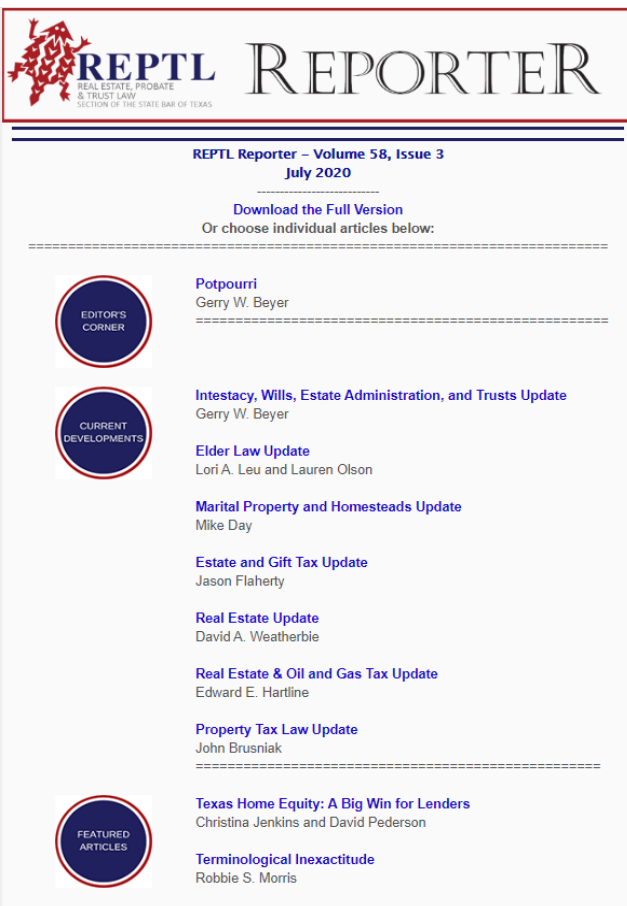 REPTL
REAL ESTATE, PROBATE
& TRUST LAW
SECTION OF THE STATE BAR OF TEXAS
REPORTER
REPTL Reporter – Volume 58, Issue 3
July 2020
---------------------------
Download the Full Version
Or choose individual articles below:
=========================================================================
EDITOR'S
CORNER
Potpourri
Gerry W. Beyer
====================================================
CURRENT
DEVELOPMENTS
Intestacy, Wills, Estate Administration, and Trusts Update
Gerry W. Beyer
Elder Law Update
Lori A. Leu and Lauren Olson
Marital Property and Homesteads Update
Mike Day
Estate and Gift Tax Update
Jason Flaherty
Real Estate Update
David A. Weatherbie
Real Estate & Oil and Gas Tax Update
Edward E. Hartline
Property Tax Law Update
John Brusniak
===================================================
FEATURED
ARTICLES
Texas Home Equity: A Big Win for Lenders
Christina Jenkins and David Pederson
Terminological Inexactitude
Robbie S. Morris